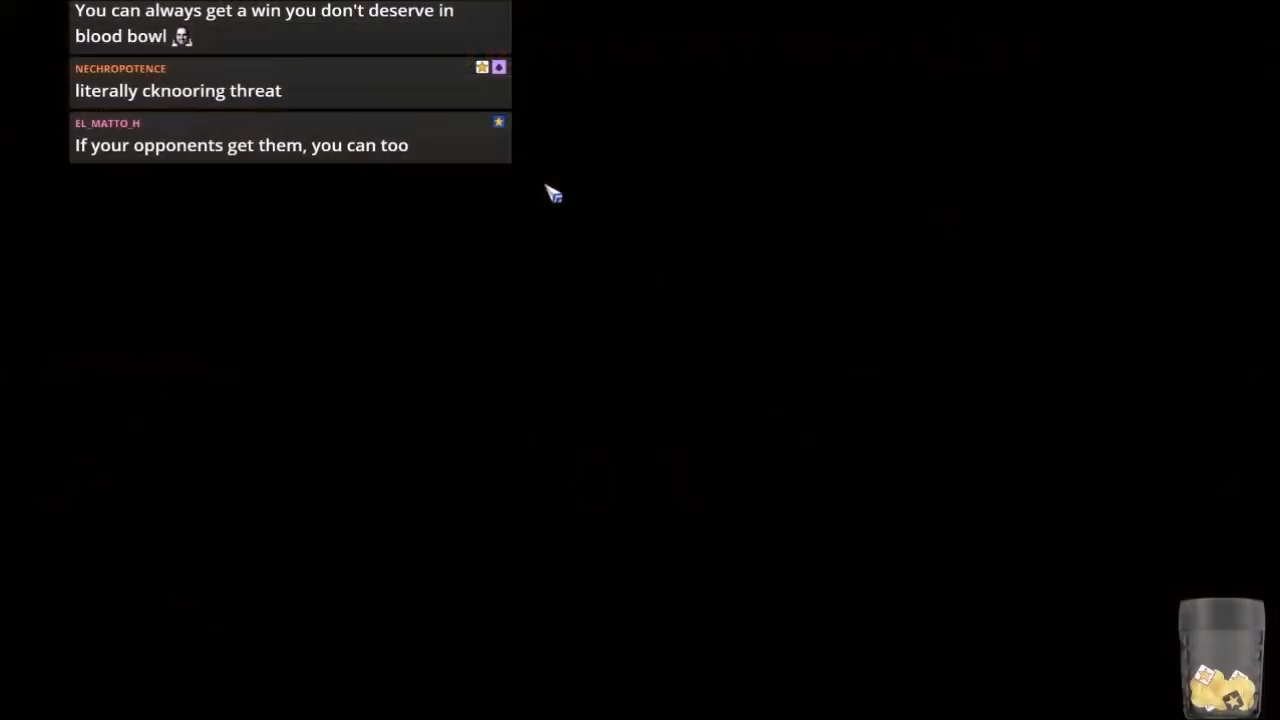 You can always get a win you don't deserve in
blood bowl
NECHROPOTENCE
literally cknooring threat
EL_MATTO_H
If your opponents get them, you can too